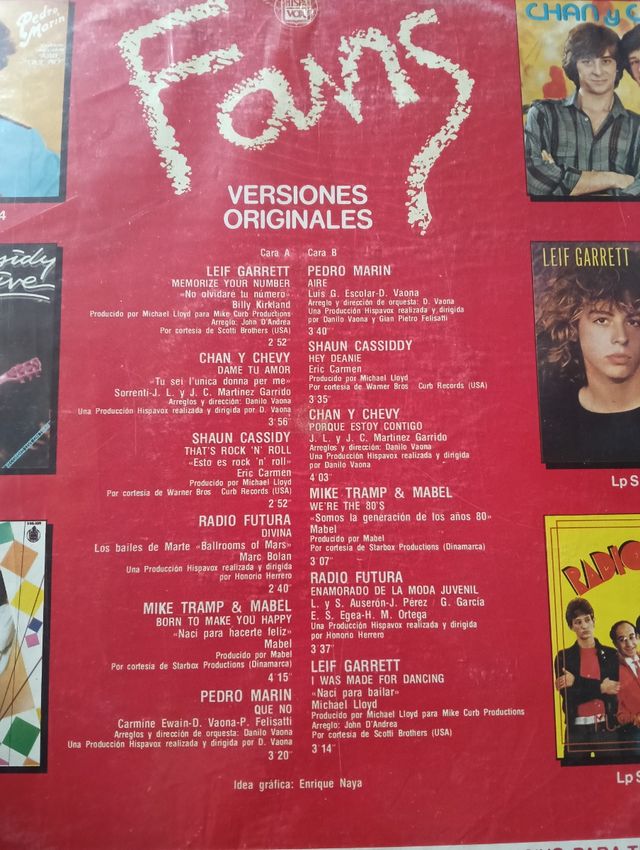 HISPA
VOX
Fans
VERSIONES
ORIGINALES
Cara A
LEIF GARRETT
MEMORIZE YOUR NUMBER
«No olvidare tu número»
Billy Kirkland
Producido por Michael Lloyd para Mike Curb Productions
Arreglo: John D'Andrea
Por cortesía de Scotti Brothers (USA)
2 52"
CHAN Y CHEVY
DAME TU AMOR
«Tu sei l'unica donna per me»
Sorrenti-J. L. y J. C. Martinez Garrido
Arreglos y dirección: Danilo Vaona
Una Producción Hispavox realizada y dirigida por D. Vaona
3'56"
SHAUN CASSIDY
THAT'S ROCK 'N' ROLL
«Esto es rock 'n' roll»
Eric Carmen
Producido por Michael Lloyd
Por cortesía de Warner Bros Curb Records (USA)
2 52"
RADIO FUTURA
DIVINA
Los bailes de Marte «Ballrooms of Mars»
Marc Bolan
Una Producción Hispavox realizada y dirigida
por Honorio Herrero
2 40"
MIKE TRAMP & MABEL
BORN TO MAKE YOU HAPPY
«Nací para hacerte feliz»
Mabel
Producido por Mabel
Por cortesía de Starbox Productions (Dinamarca)
4'15"
PEDRO MARIN
QUE NO
Carmine Ewain-D. Vaona-P. Felisatti
Arreglos y dirección de orquesta: Danilo Vaona
Una Producción Hispavox realizada y dirigida por D. Vaona
3 20"
Cara B
PEDRO MARIN
AIRE
Luis G. Escolar-D. Vaona
Arreglo y dirección de orquesta: D. Vaona
Una Producción Hispavox realizada y dirigida
por Danilo Vaona y Gian Pietro Felisatti
3'40"
SHAUN CASSIDDY
HEY DEANIE
Eric Carmen
Producido por Michael Lloyd
Por cortesía de Warner Bros Curb Records (USA)
3'35"
CHAN Y CHEVY
PORQUE ESTOY CONTIGO
J. L. y J. C. Martinez Garrido
Arreglos y dirección: Danilo Vaona
Una Producción Hispavox realizada y dirigida
por Danilo Vaona
4 03"
MIKE TRAMP & MABEL
WE'RE THE 80'S
«Somos la generación de los años 80»
Mabel
Producido por Mabel
Por cortesía de Starbox Productions (Dinamarca)
3'07"
RADIO FUTURA
ENAMORADO DE LA MODA JUVENIL
L. y S. Auserón-J. Pérez / G. García
E. S. Egea-H. M. Ortega
Una Producción Hispavox realizada y dirigida
por Honorio Herrero
3'37"
LEIF GARRETT
I WAS MADE FOR DANCING
«Nací para bailar»
Michael Lloyd
Producido por Michael Lloyd para Mike Curb Productions
Arreglo: John D'Andrea
Por cortesía de Scotti Brothers (USA)
3'14"
Idea gráfica: Enrique Naya
Pedro
Marin
4
CHAN y
LEIF GARRETT
Lp S
RADIO
Lp S